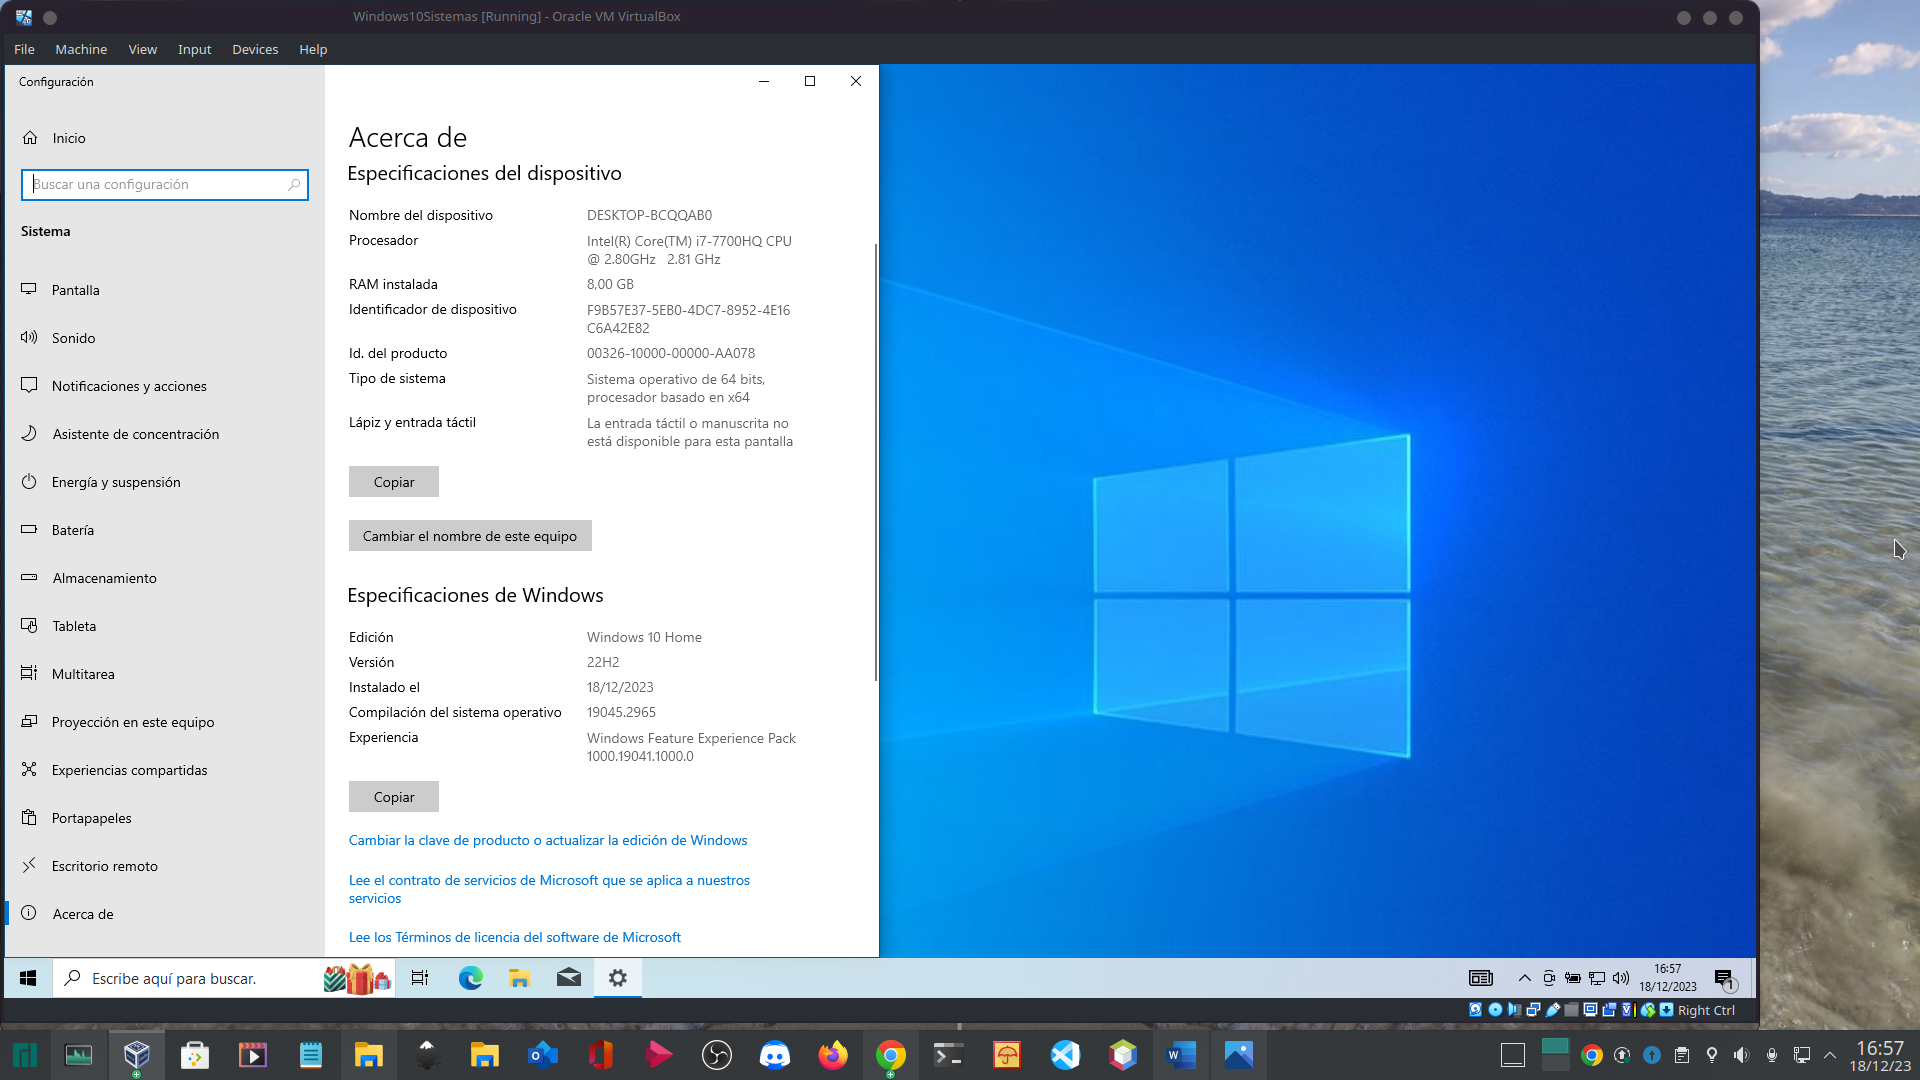 Windows10Sistemas [Running] - Oracle VM VirtualBox
File Machine View Input Devices Help
Configuración
Inicio
Buscar una configuración
Sistema
Pantalla
Sonido
Notificaciones y acciones
Asistente de concentración
Energía y suspensión
Batería
Almacenamiento
Tableta
Multitarea
Proyección en este equipo
Experiencias compartidas
Portapapeles
Escritorio remoto
Acerca de
Acerca de
Especificaciones del dispositivo
Nombre del dispositivo DESKTOP-BCQQAB0
Procesador Intel(R) Core(TM) i7-7700HQ CPU
@ 2.80GHz 2.81 GHz
RAM instalada 8,00 GB
Identificador de dispositivo F9B57E37-5EB0-4DC7-8952-4E16
C6A42E82
Id. del producto 00326-10000-00000-AA078
Tipo de sistema Sistema operativo de 64 bits,
procesador basado en x64
Lápiz y entrada táctil La entrada táctil o manuscrita no
está disponible para esta pantalla
Copiar
Cambiar el nombre de este equipo
Especificaciones de Windows
Edición Windows 10 Home
Versión 22H2
Instalado el 18/12/2023
Compilación del sistema operativo 19045.2965
Experiencia Windows Feature Experience Pack
1000.19041.1000.0
Copiar
Cambiar la clave de producto o actualizar la edición de Windows
Lee el contrato de servicios de Microsoft que se aplica a nuestros
servicios
Lee los Términos de licencia del software de Microsoft
Escribe aquí para buscar.
16:57
18/12/2023
1
Right Ctrl
16:57
18/12/23